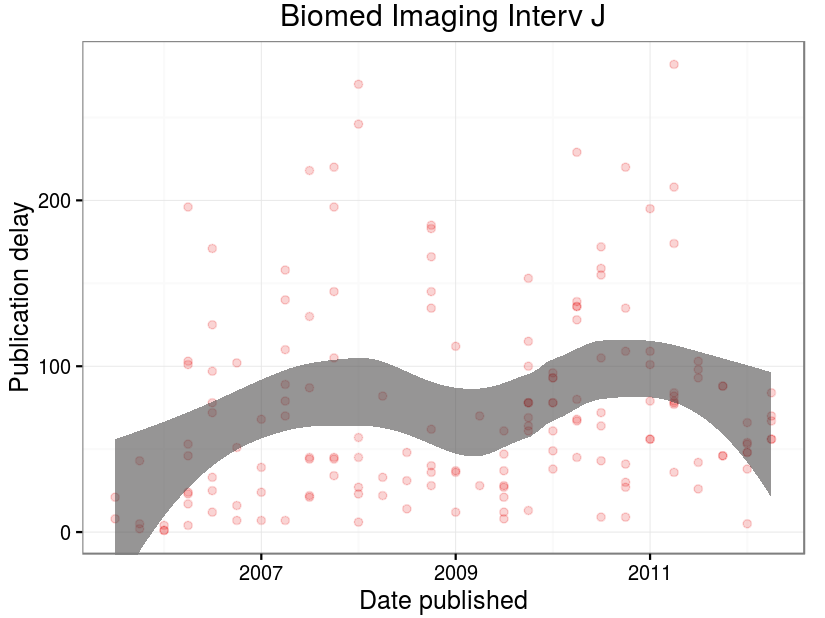 Biomed Imaging Interv J
Publication delay
200
100
0
2007
2009
2011
Date published